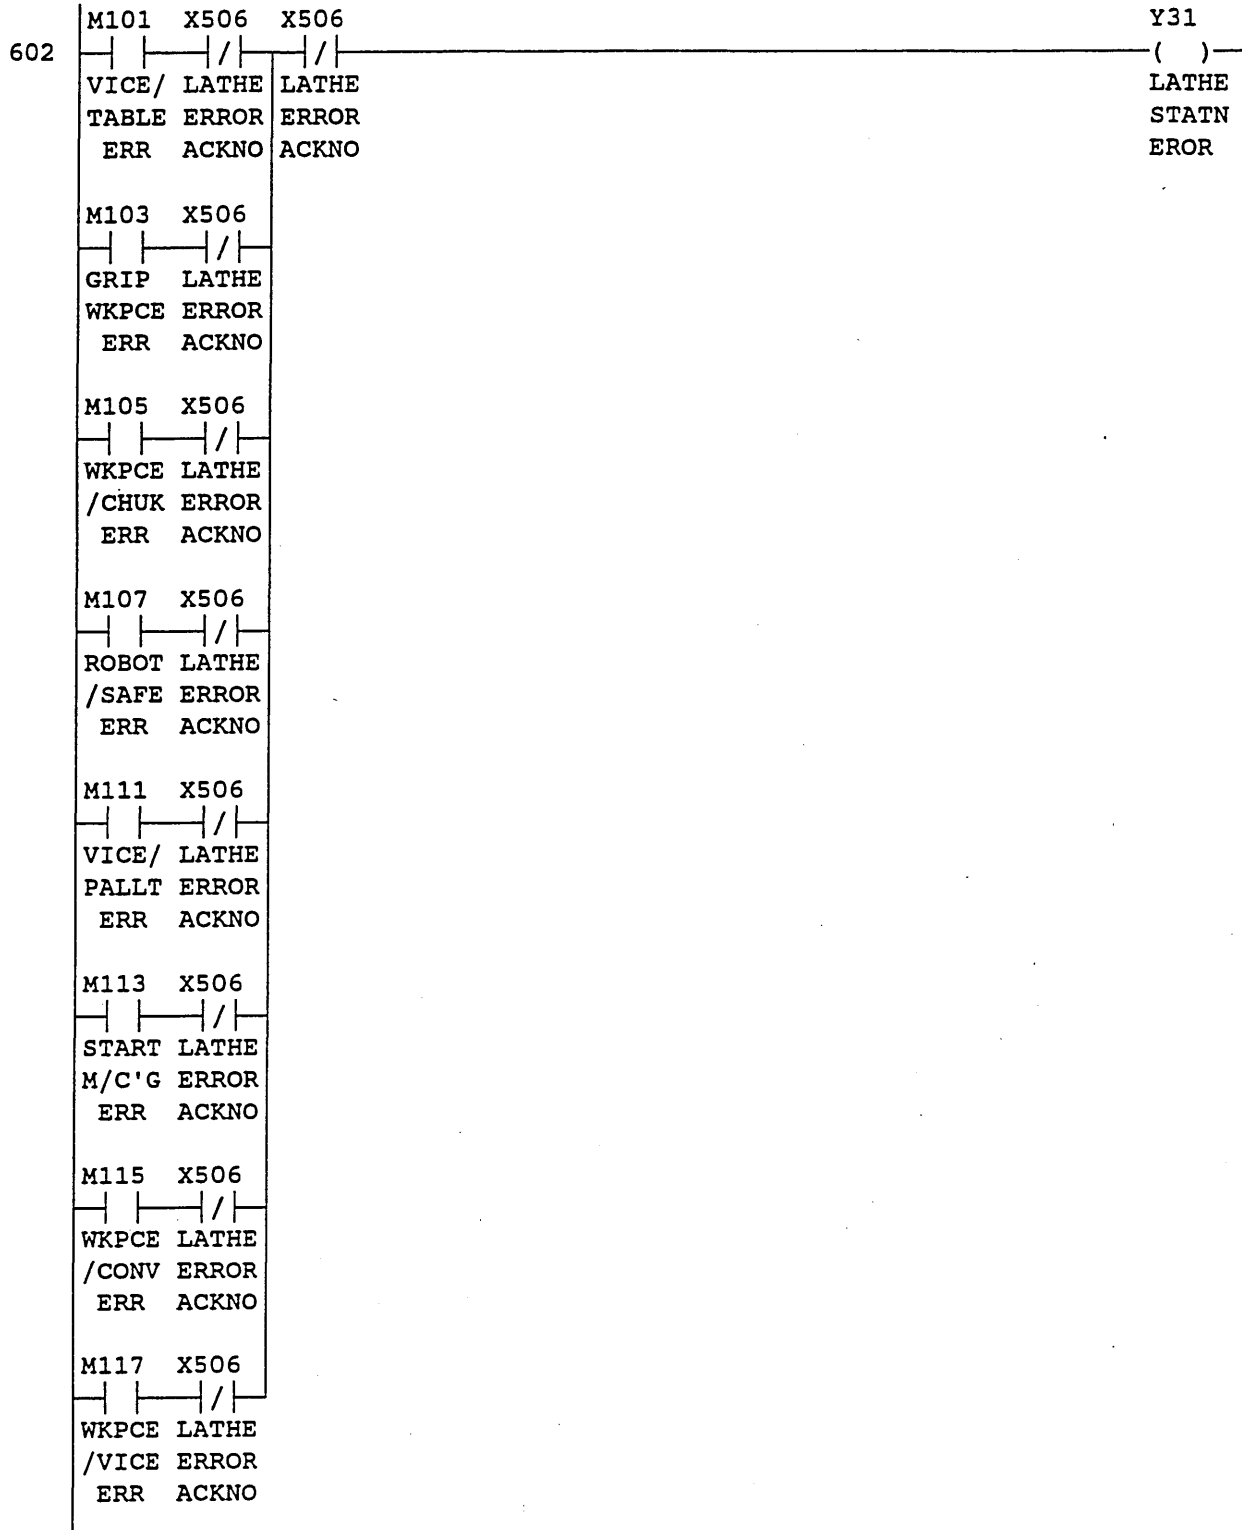 M101 X506 X506 Y31
602
VICE/ LATHE LATHE LATHE
TABLE ERROR ERROR STATN
ERR ACKNO ACKNO EROR
M103 X506
GRIP LATHE
WKPCE ERROR
ERR ACKNO
M105 X506
WKPCE LATHE
/CHUK ERROR
ERR ACKNO
M107 X506
ROBOT LATHE
/SAFE ERROR
ERR ACKNO
M111 X506
VICE/ LATHE
PALLT ERROR
ERR ACKNO
M113 X506
START LATHE
M/C'G ERROR
ERR ACKNO
M115 X506
WKPCE LATHE
/CONV ERROR
ERR ACKNO
M117 X506
WKPCE LATHE
/VICE ERROR
ERR ACKNO